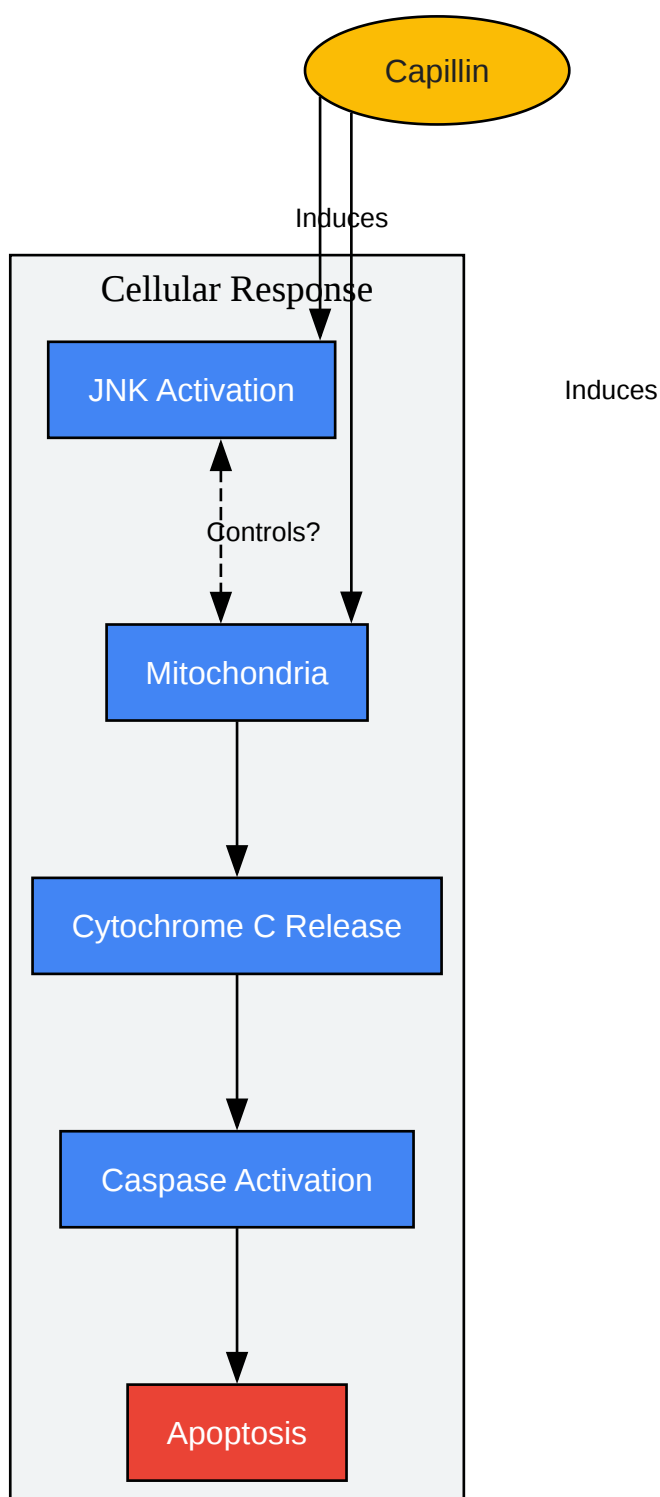 Capillin
Induces
Cellular Response
JNK Activation
Induces
Controls?
Mitochondria
Cytochrome C Release
Caspase Activation
Apoptosis